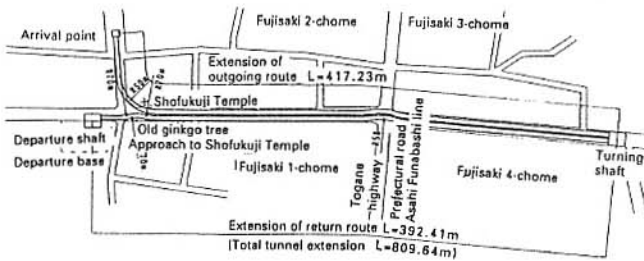 Fujisaki 2-chome
Fujisaki 3-chome
Arrival point
Extension of
outgoing route L=417.23m
Shofukuji Temple
Old ginkgo tree
Departure shaft
Approach to Shofukuji Temple
Departure base
Fujisaki 1-chome
Togane
highway
Prefectural road
Asahi Funabashi line
Fujisaki 4-chome
Turning
shaft
Extension of return route L=392.41m
(Total tunnel extension L=809.64m)